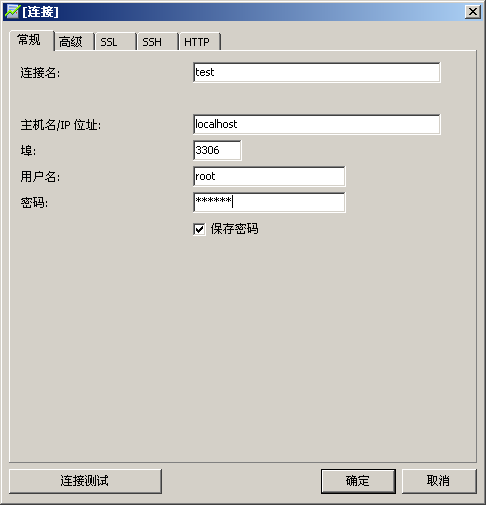 [连接]
常规 高级 SSL SSH HTTP
连接名: test
主机名/IP 位址: localhost
埠: 3306
用户名: root
密码: ******
保存密码
连接测试 确定 取消